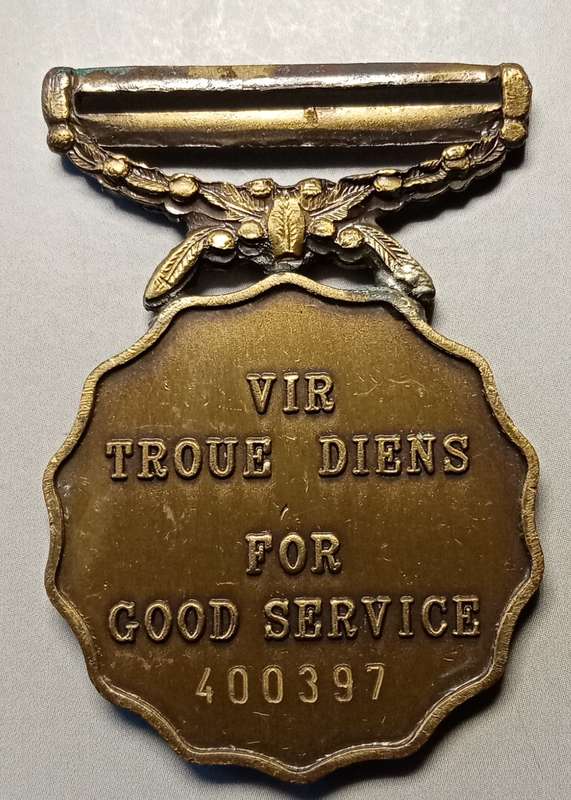 VIR
TROUE DIENS
FOR
GOOD SERVICE
400397